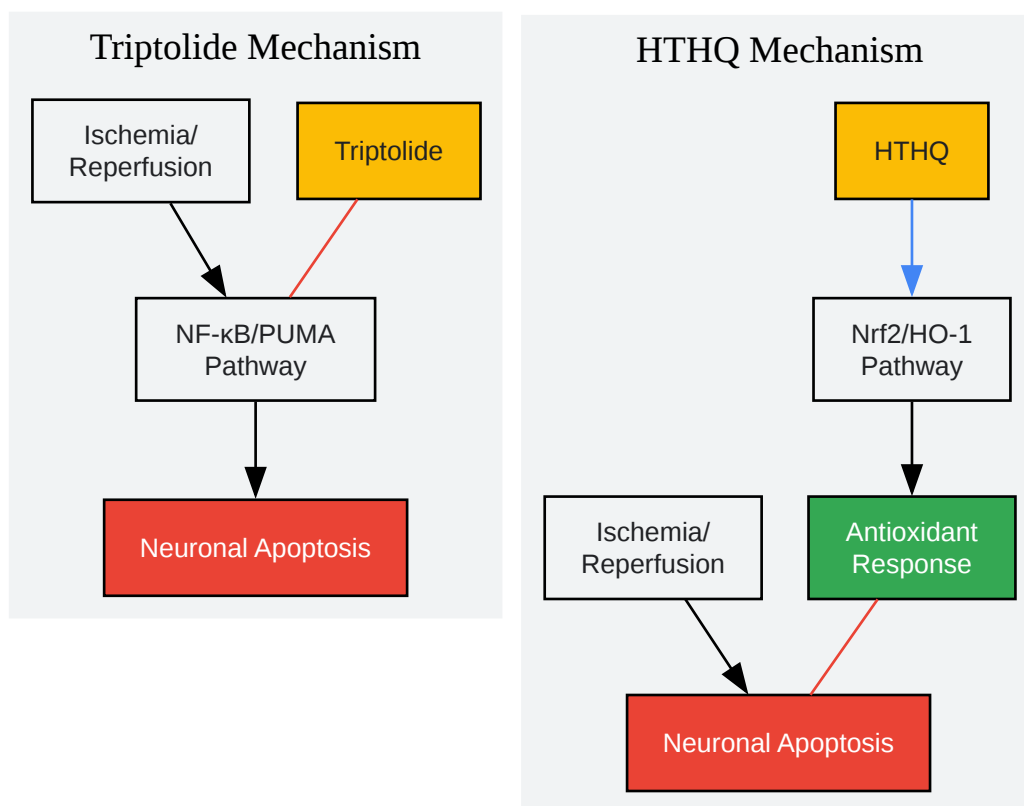 Triptolide Mechanism
Ischemia/
Reperfusion
Triptolide
NF-κB/PUMA
Pathway
Neuronal Apoptosis
HTHQ Mechanism
HTHQ
Nrf2/HO-1
Pathway
Ischemia/
Reperfusion
Antioxidant
Response
Neuronal Apoptosis